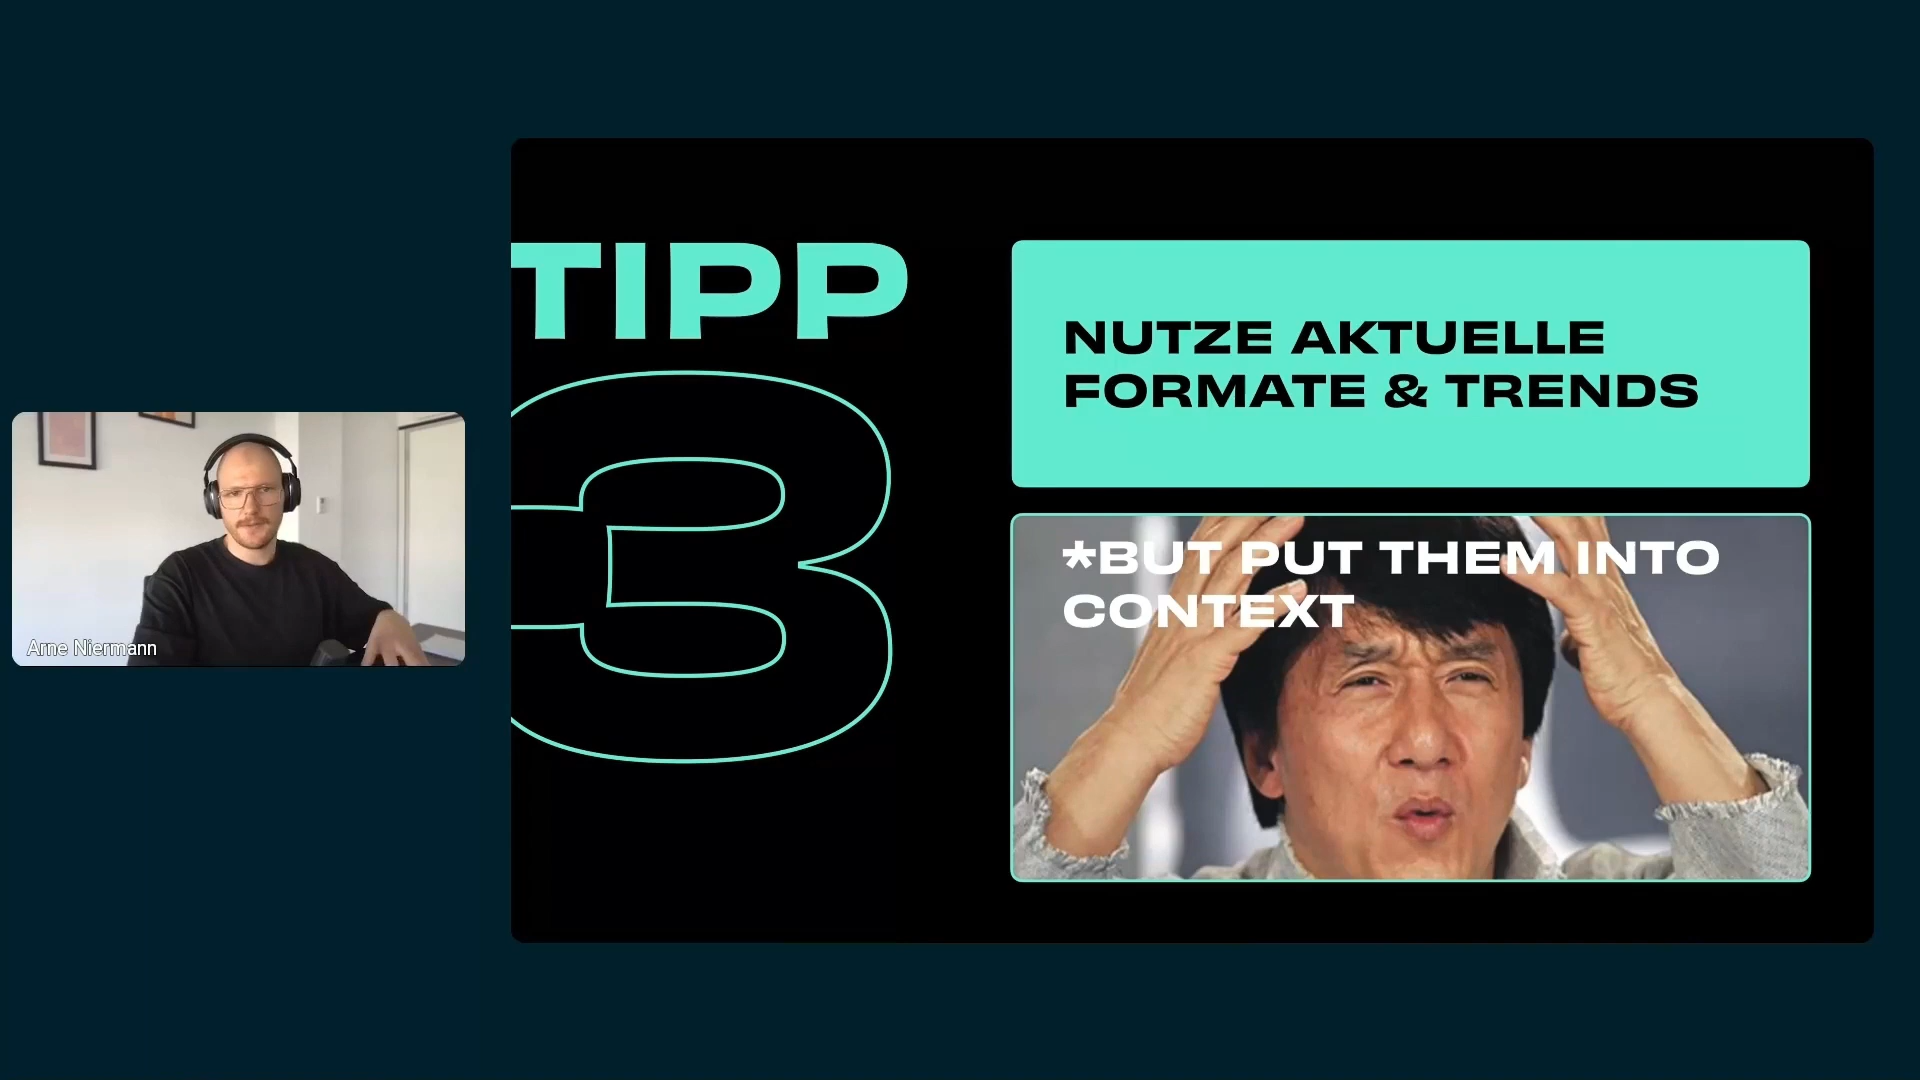 Arne Niermann
TIPP
3
NUTZE AKTUELLE
FORMATE & TRENDS
*BUT PUT THEM INTO
CONTEXT